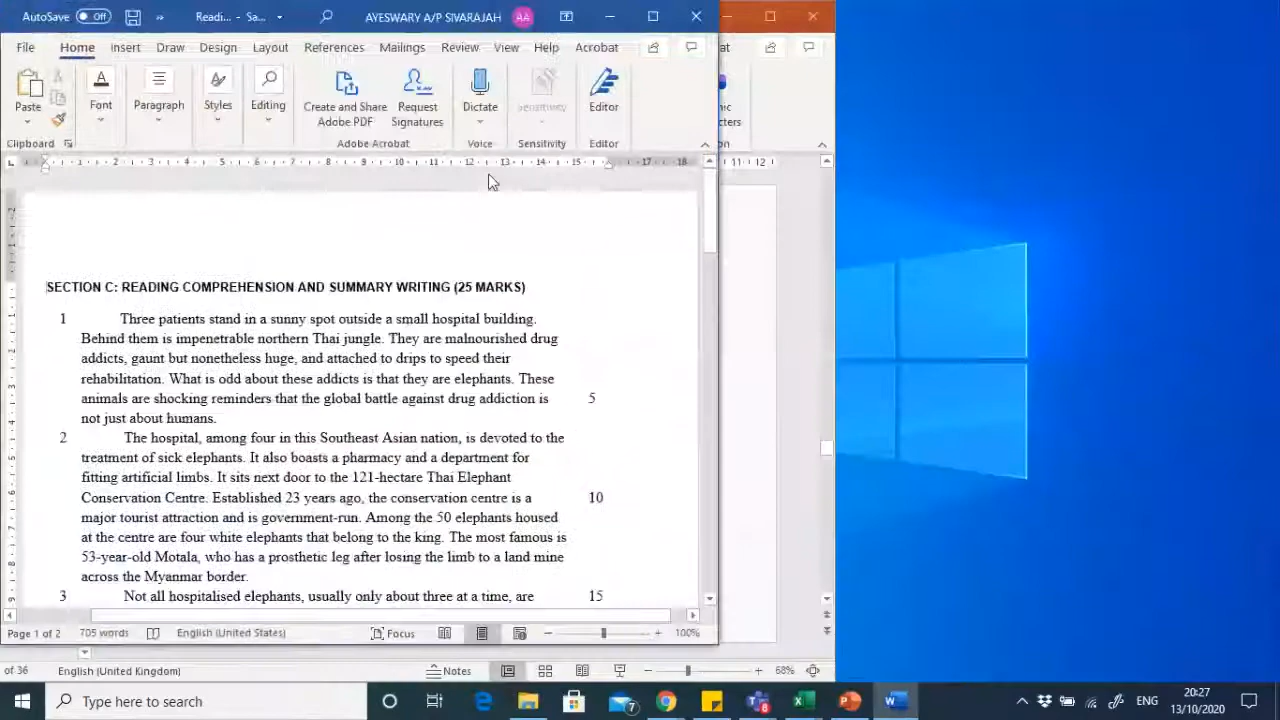 AutoSave Off Readi... - Sa... AYESWARY A/P SIVARAJAH AA
File Home Insert Draw Design Layout References Mailings Review View Help Acrobat
Paste Font Paragraph Styles Editing Create and Share Adobe PDF Request Signatures Dictate Sensitivity Editor
Clipboard Adobe Acrobat Voice Sensitivity Editor
SECTION C: READING COMPREHENSION AND SUMMARY WRITING (25 MARKS)
1 Three patients stand in a sunny spot outside a small hospital building.
Behind them is impenetrable northern Thai jungle. They are malnourished drug
addicts, gaunt but nonetheless huge, and attached to drips to speed their
rehabilitation. What is odd about these addicts is that they are elephants. These
animals are shocking reminders that the global battle against drug addiction is 5
not just about humans.
2 The hospital, among four in this Southeast Asian nation, is devoted to the
treatment of sick elephants. It also boasts a pharmacy and a department for
fitting artificial limbs. It sits next door to the 121-hectare Thai Elephant
Conservation Centre. Established 23 years ago, the conservation centre is a 10
major tourist attraction and is government-run. Among the 50 elephants housed
at the centre are four white elephants that belong to the king. The most famous is
53-year-old Motala, who has a prosthetic leg after losing the limb to a land mine
across the Myanmar border.
3 Not all hospitalised elephants, usually only about three at a time, are 15
Page 1 of 2 705 words English (United States) Focus 100%
of 36 English (United Kingdom) Notes 68%
Type here to search 7 8 ENG 20:27
13/10/2020